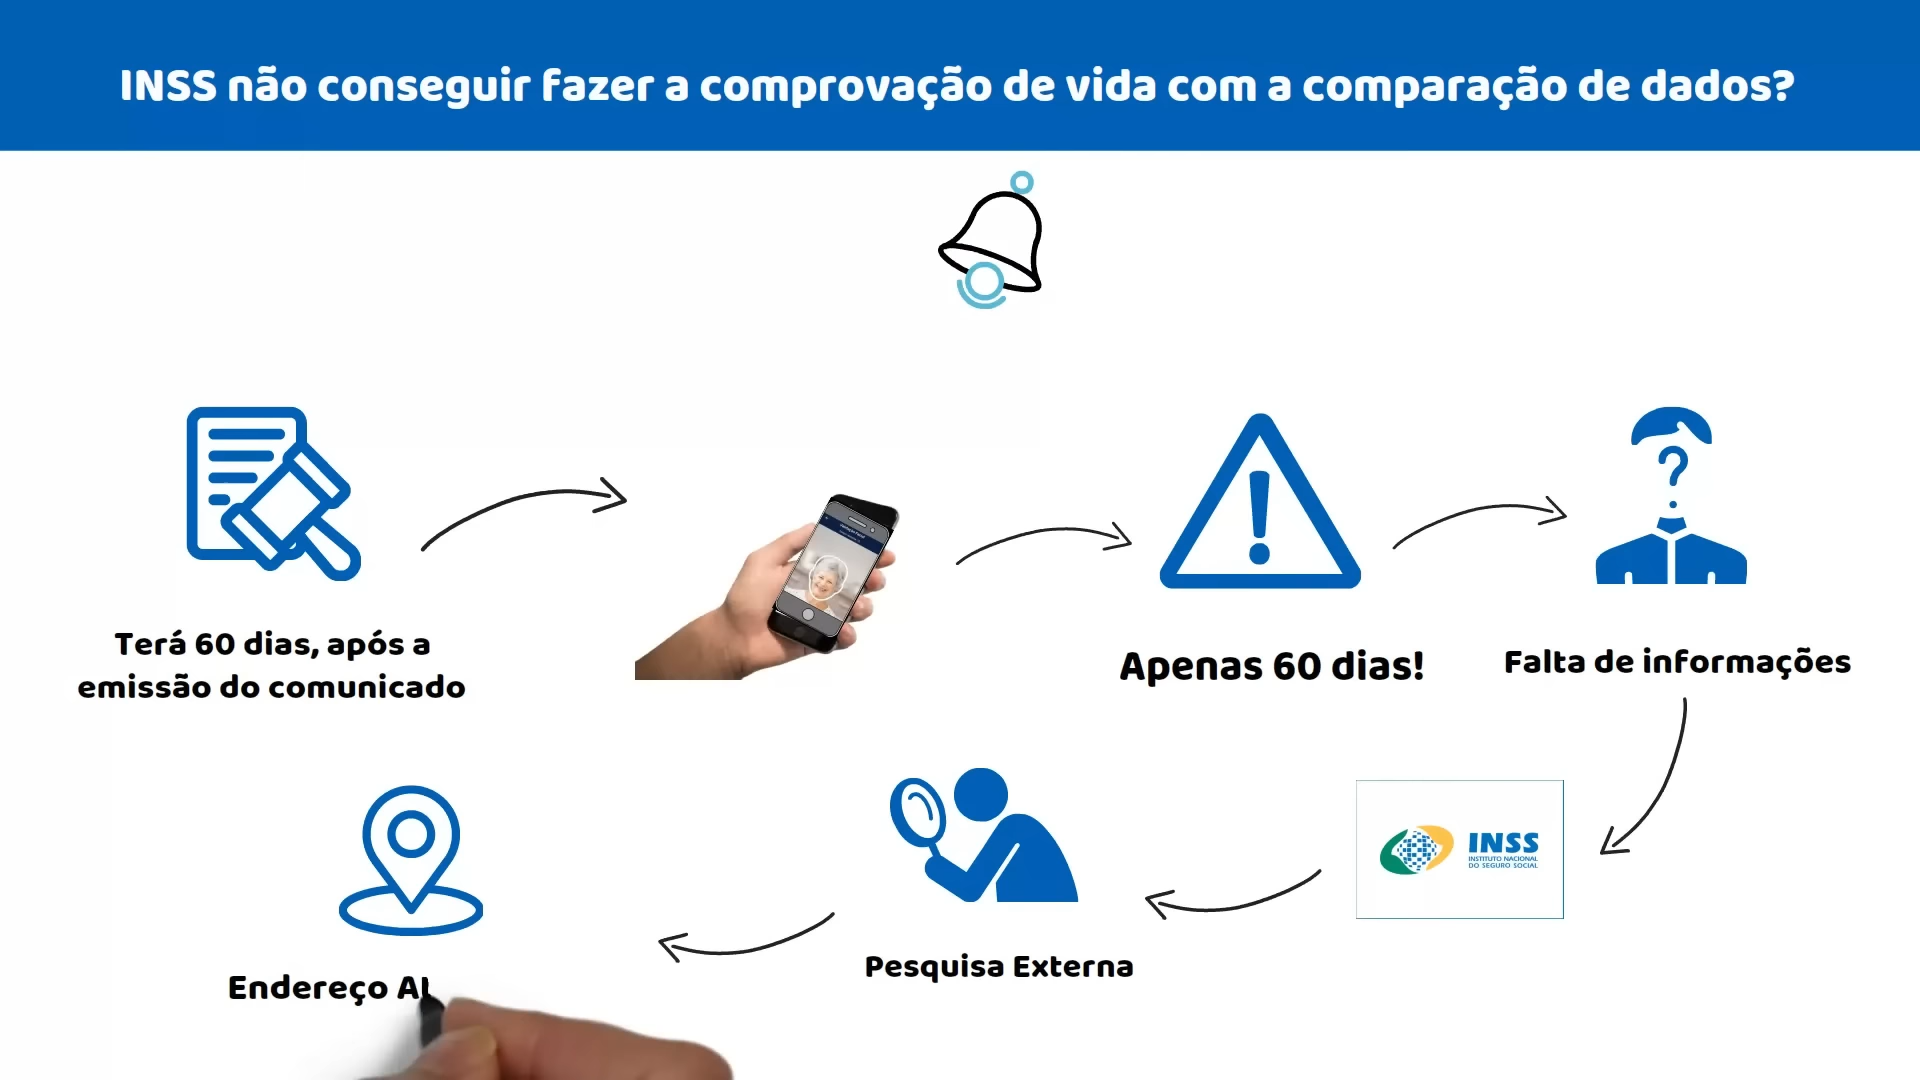 INSS não conseguir fazer a comprovação de vida com a comparação de dados?
Terá 60 dias, após a
emissão do comunicado
Apenas 60 dias!
Falta de informações
INSS
INSTITUTO NACIONAL
DO SEGURO SOCIAL
Pesquisa Externa
Endereço